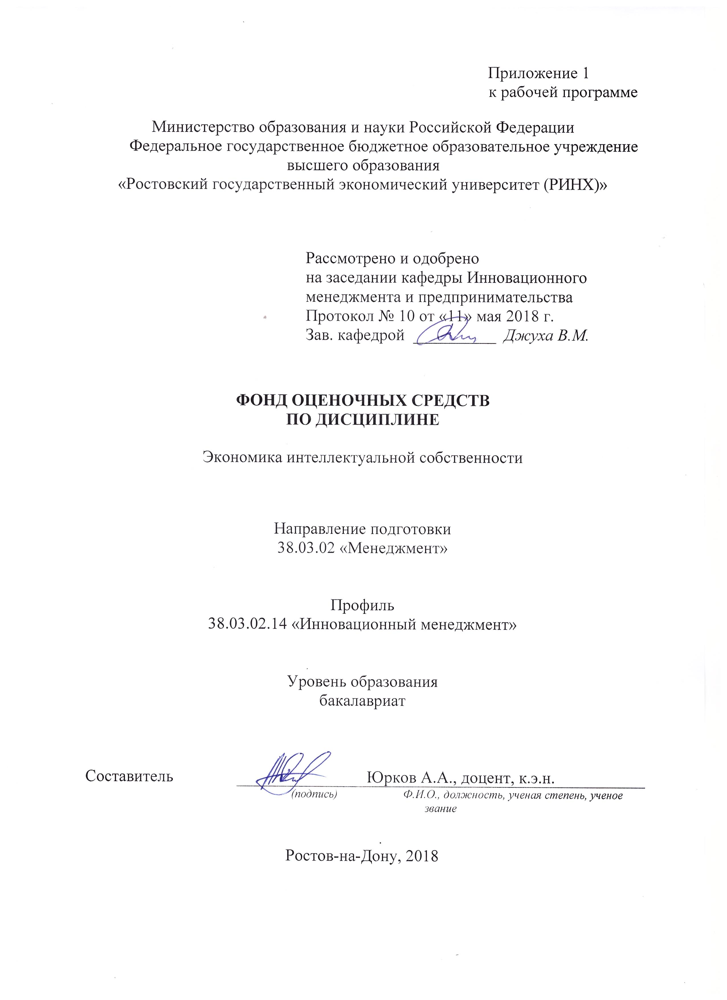 Приложение 1
к рабочей программе
Министерство образования и науки Российской Федерации
Федеральное государственное бюджетное образовательное учреждение
высшего образования
«Ростовский государственный экономический университет (РИНХ)»
Рассмотрено и одобрено
на заседании кафедры Инновационного
менеджмента и предпринимательства
Протокол № 10 от «11» мая 2018 г.
Зав. кафедрой Джуха В.М.
ФОНД ОЦЕНОЧНЫХ СРЕДСТВ
ПО ДИСЦИПЛИНЕ
Экономика интеллектуальной собственности
Направление подготовки
38.03.02 «Менеджмент»
Профиль
38.03.02.14 «Инновационный менеджмент»
Уровень образования
бакалавриат
Составитель Юрков А.А., доцент, к.э.н.
(подпись) Ф.И.О., должность, ученая степень, ученое
звание
Ростов-на-Дону, 2018